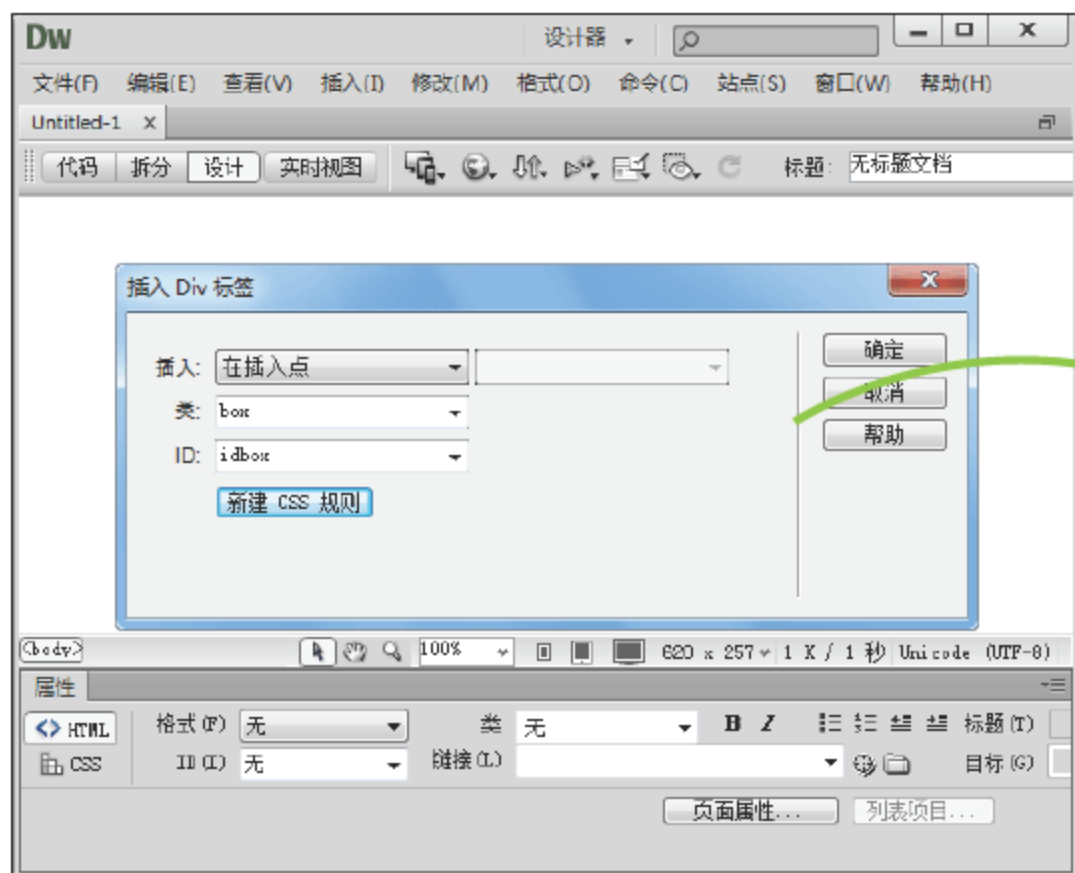 Dw 设计器
文件(F) 编辑(E) 查看(V) 插入(I) 修改(M) 格式(O) 命令(C) 站点(S) 窗口(W) 帮助(H)
Untitled-1 x
代码 拆分 设计 实时视图 标题: 无标题文档
插入 Div 标签
插入: 在插入点 确定
取消
类: box
帮助
ID: idbox
新建 CSS 规则
<body> 100% 620 x 257 1 K / 1 秒 Unicode (UTF-8)
属性
<> HTML 格式(F) 无 类 无 B I 标题(T)
CSS ID(I) 无 链接(L) 目标(G)
页面属性... 列表项目...